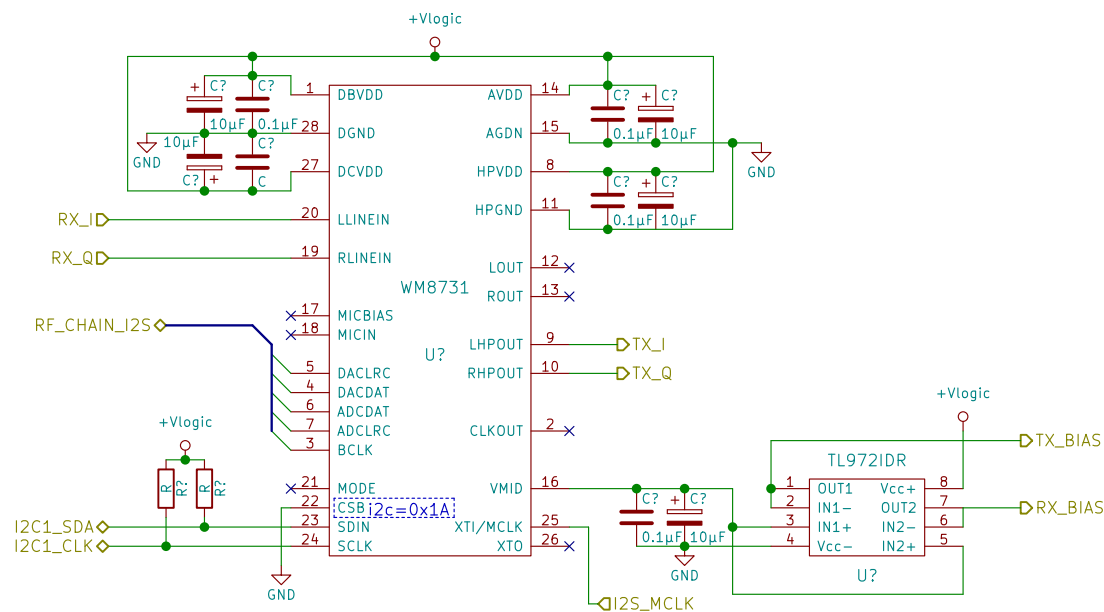 +Vlogic
1 DBVDD
28 DGND
27 DCVDD
20 LLINEIN
19 RLINEIN
17 MICBIAS
18 MICIN
5 DACLRC
4 DACDAT
6 ADCDAT
7 ADCLRC
3 BCLK
21 MODE
22 CSB
i2c=0x1A
23 SDIN
24 SCLK
AVDD 14
AGDN 15
HPVDD 8
HPGND 11
LOUT 12
ROUT 13
LHPOUT 9
RHPOUT 10
CLKOUT 2
VMID 16
XTI/MCLK 25
XTO 26
WM8731
U?
+ C? C?
10µF 0.1µF
10µF C?
C? + C
GND
RX_I
RX_Q
RF_CHAIN_I2S
+Vlogic
R R? R R?
I2C1_SDA
I2C1_CLK
GND
C? + C?
0.1µF 10µF
GND
C? + C?
0.1µF 10µF
TX_I
TX_Q
C? + C?
0.1µF 10µF
GND
I2S_MCLK
+Vlogic
TX_BIAS
RX_BIAS
TL972IDR
1 OUT1 Vcc+ 8
2 IN1- OUT2 7
3 IN1+ IN2- 6
4 Vcc- IN2+ 5
U?